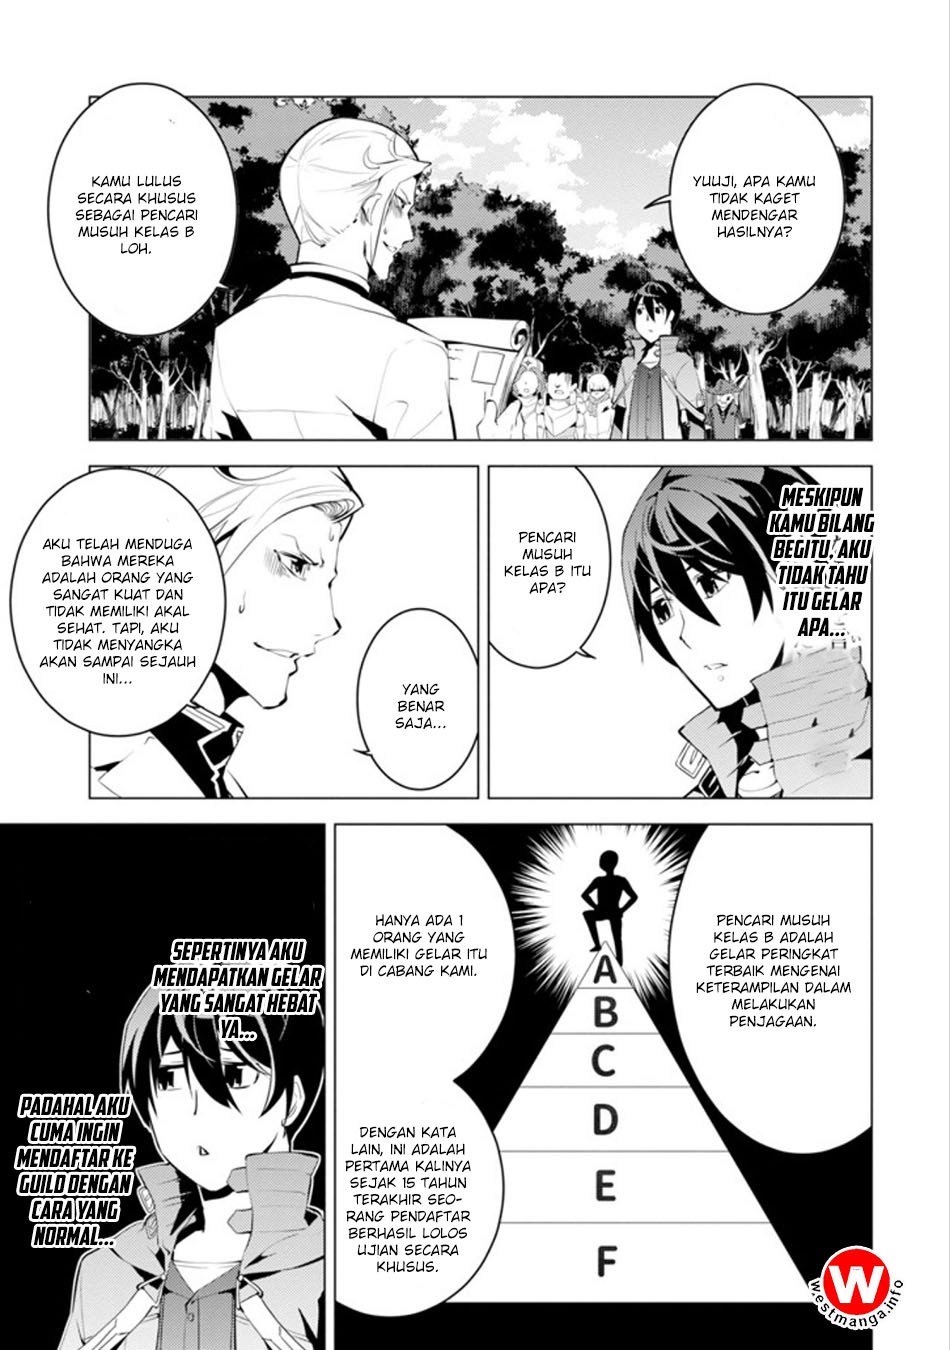 YUUJI, APA KAMU
TIDAK KAGET
MENDENGAR
HASILNYA?
KAMU LULUS
SECARA KHUSUS
SEBAGAI PENCARI
MUSUH KELAS B
LOH.
MESKIPUN
KAMU BILANG
BEGITU, AKU
TIDAK TAHU
ITU GELAR
APA...
PENCARI
MUSUH
KELAS B ITU
APA?
YANG
BENAR
SAJA...
AKU TELAH MENDUGA
BAHWA MEREKA
ADALAH ORANG YANG
SANGAT KUAT DAN
TIDAK MEMILIKI AKAL
SEHAT. TAPI, AKU
TIDAK MENYANGKA
AKAN SAMPAI SEJAUH
INI...
PENCARI MUSUH
KELAS B ADALAH
GELAR PERINGKAT
TERBAIK MENGENAI
KETERAMPILAN DALAM
MELAKUKAN
PENJAGAAN.
A
B
C
D
E
F
HANYA ADA 1
ORANG YANG
MEMILIKI GELAR ITU
DI CABANG KAMI.
DENGAN KATA
LAIN, INI ADALAH
PERTAMA KALINYA
SEJAK 15 TAHUN
TERAKHIR SEO-
RANG PENDAFTAR
BERHASIL LOLOS
UJIAN SECARA
KHUSUS.
SEPERTINYA AKU
MENDAPATKAN GELAR
YANG SANGAT HEBAT
YA...
PADAHAL AKU
CUMA INGIN
MENDAFTAR KE
GUILD DENGAN
CARA YANG
NORMAL...
W
westmanga.info